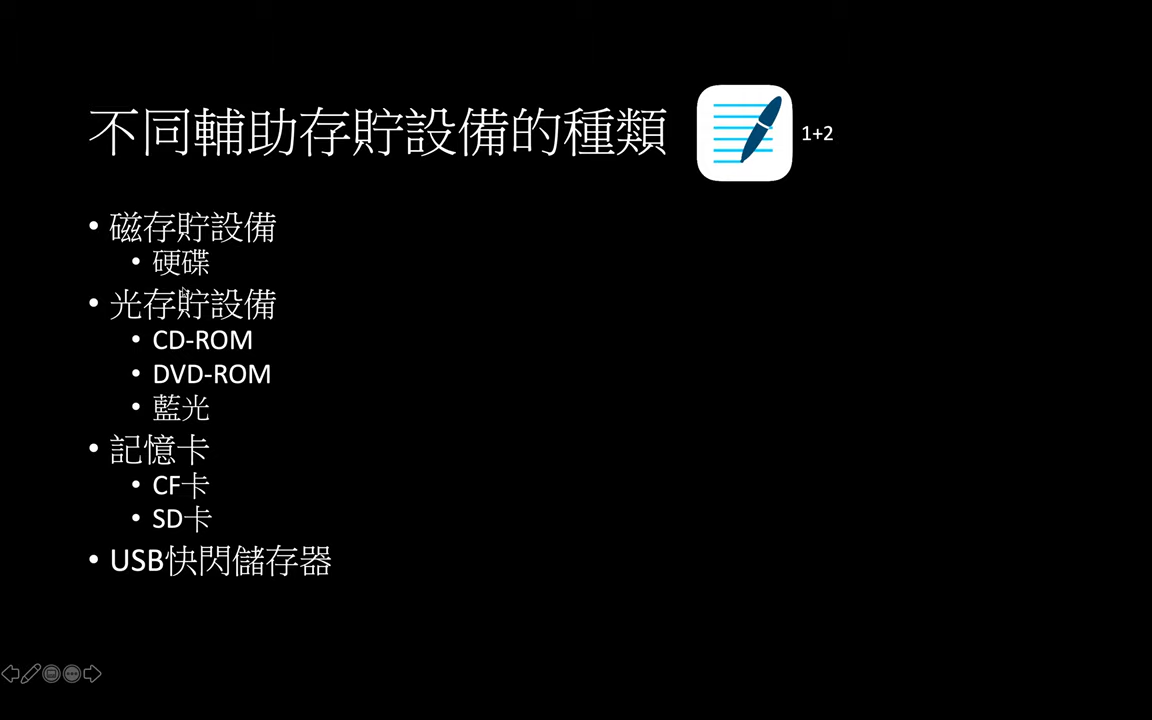 不同輔助存貯設備的種類
1+2
• 磁存貯設備
• 硬碟
• 光存貯設備
• CD-ROM
• DVD-ROM
• 藍光
• 記憶卡
• CF卡
• SD卡
• USB快閃儲存器